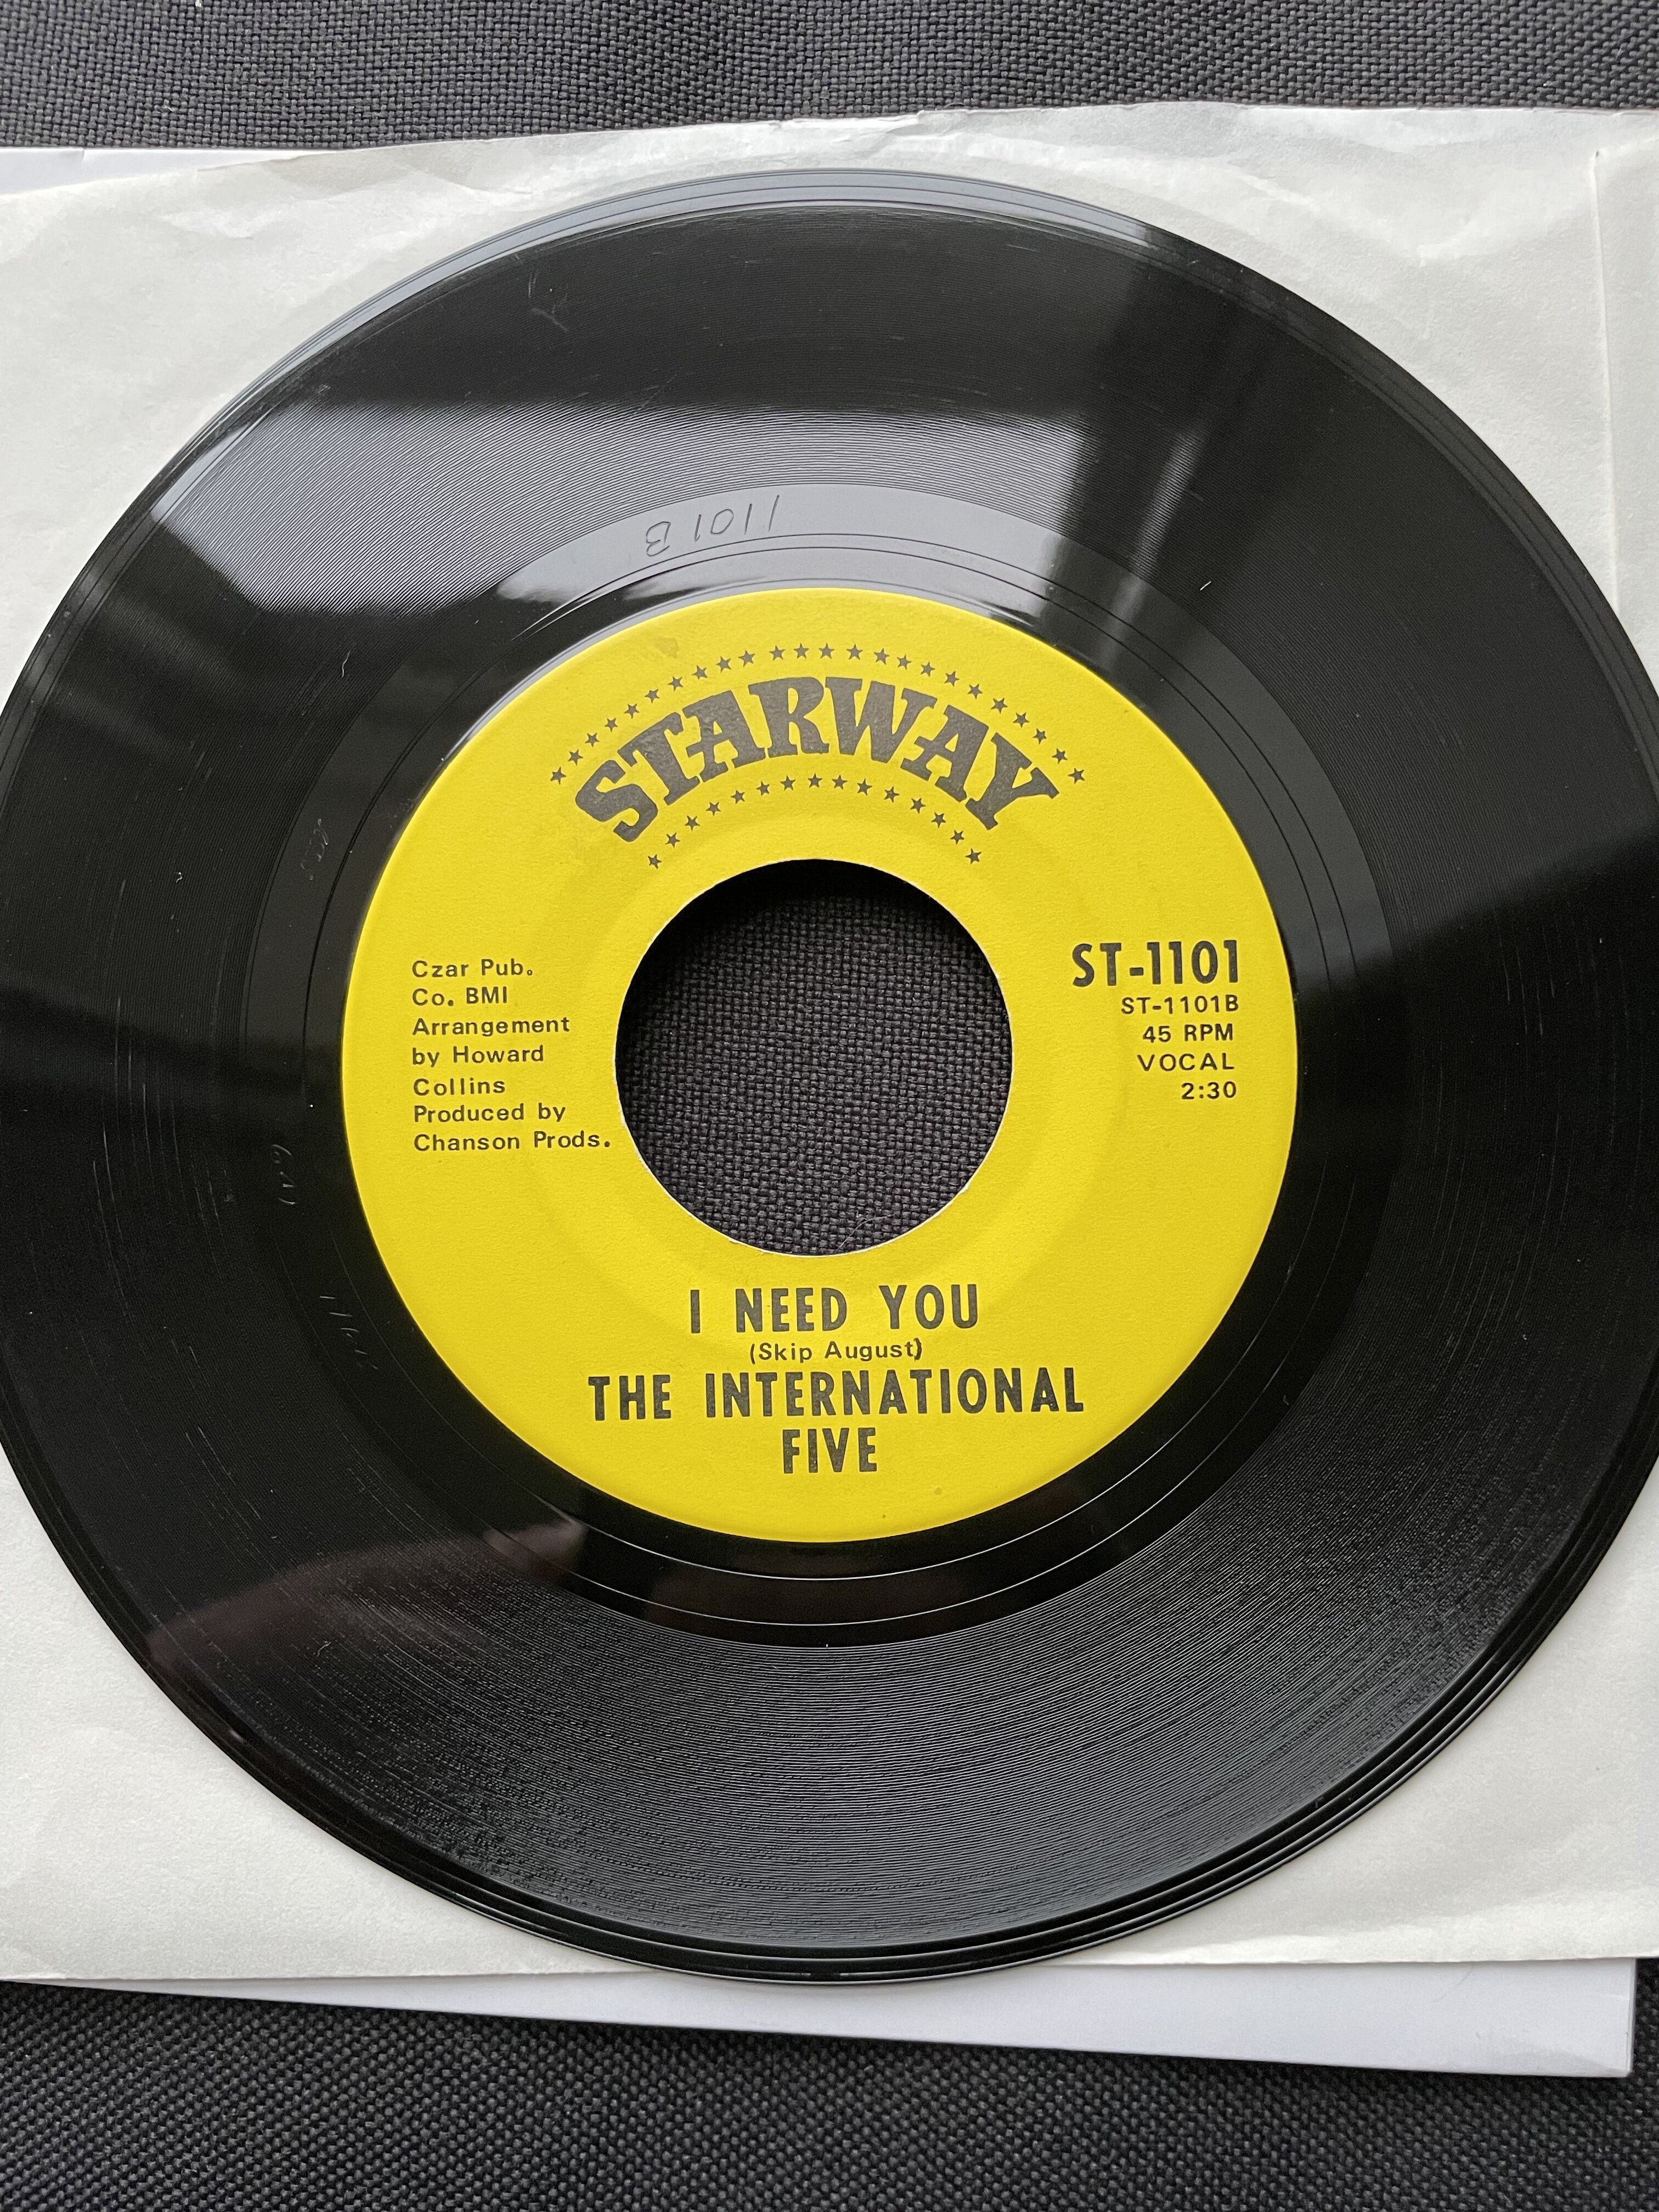 1101 B
STARWAY
Czar Pub.
Co. BMI
Arrangement
by Howard
Collins
Produced by
Chanson Prods.
ST-1101
ST-1101B
45 RPM
VOCAL
2:30
I NEED YOU
(Skip August)
THE INTERNATIONAL
FIVE